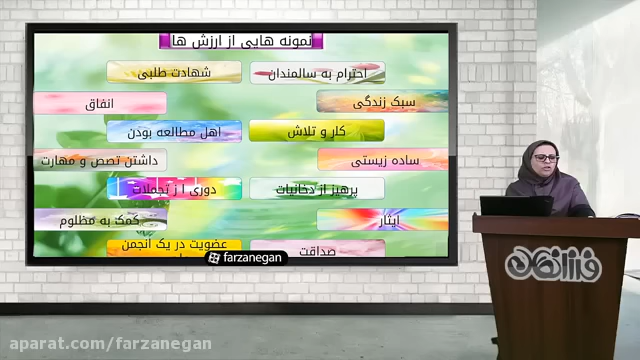 نمونه هایی از ارزش ها
احترام به سالمندان
شهادت طلبی
سبک زندگی
انفاق
کار و تلاش
اهل مطالعه بودن
ساده زیستی
داشتن تصص و مهارت
پرهیز از دخانیات
دوری ا ز تجملات
ایثار
کمک به مظلوم
صداقت
عضویت در یک انجمن
farzanegan
فرزانگان
aparat.com/farzanegan